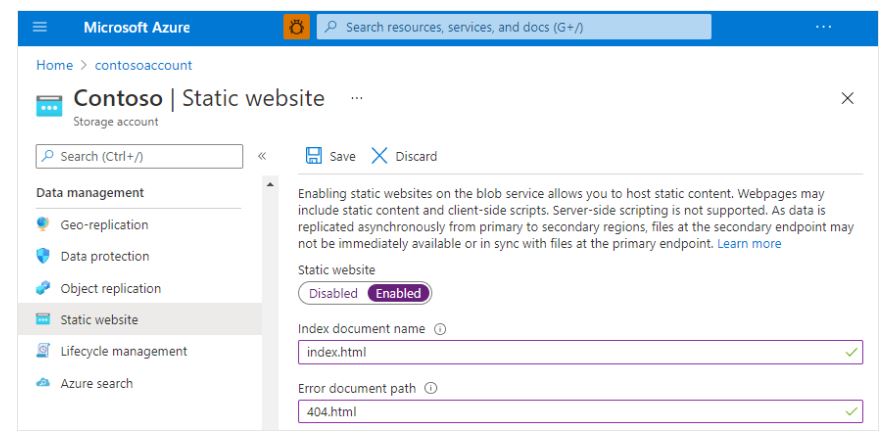 Microsoft Azure
Search resources, services, and docs (G+/)
...
Home > contosoaccount
Contoso | Static website ...
Storage account
Search (Ctrl+/)
«
Save
Discard
Data management
Geo-replication
Data protection
Object replication
Static website
Lifecycle management
Azure search
Enabling static websites on the blob service allows you to host static content. Webpages may
include static content and client-side scripts. Server-side scripting is not supported. As data is
replicated asynchronously from primary to secondary regions, files at the secondary endpoint may
not be immediately available or in sync with files at the primary endpoint. Learn more
Static website
Disabled Enabled
Index document name
index.html
Error document path
404.html